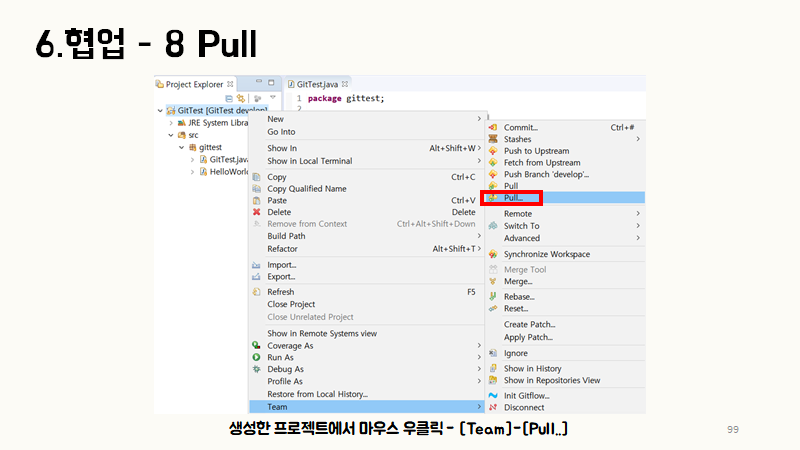 6.협업 - 8 Pull
Project Explorer
GitTest.java
1 package gittest;
2
GitTest [GitTest develop]
JRE System Libra
src
gittest
GitTest.java
HelloWorld
New
Go Into
Show In Alt+Shift+W
Show in Local Terminal
Copy Ctrl+C
Copy Qualified Name
Paste Ctrl+V
Delete Delete
Remove from Context Ctrl+Alt+Shift+Down
Build Path
Refactor Alt+Shift+T
Import...
Export...
Refresh F5
Close Project
Close Unrelated Project
Show in Remote Systems view
Coverage As
Run As
Debug As
Profile As
Restore from Local History...
Team
Commit... Ctrl+#
Stashes
Push to Upstream
Fetch from Upstream
Push Branch 'develop'...
Pull
Pull...
Remote
Switch To
Advanced
Synchronize Workspace
Merge Tool
Merge...
Rebase...
Reset...
Create Patch...
Apply Patch...
Ignore
Show in History
Show in Repositories View
Init Gitflow...
Disconnect
생성한 프로젝트에서 마우스 우클릭 - [Team]-[Pull..]
99